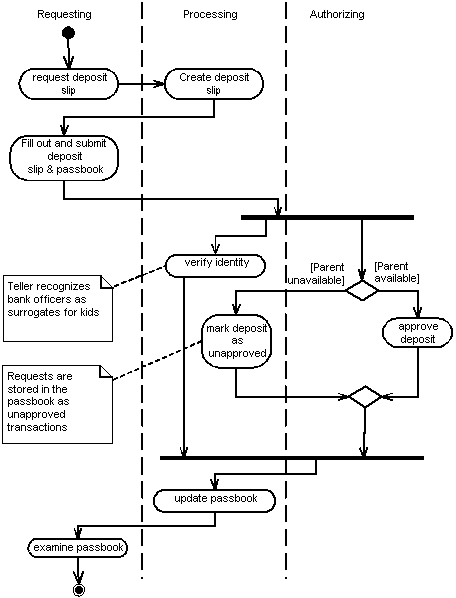 Requesting
Processing
Authorizing
request deposit
slip
Create deposit
slip
Fill out and submit
deposit
slip & passbook
verify identity
[Parent
unavailable]
[Parent
available]
Teller recognizes
bank officers as
surrogates for kids
mark deposit
as
unapproved
approve
deposit
Requests are
stored in the
passbook as
unapproved
transactions
update passbook
examine passbook